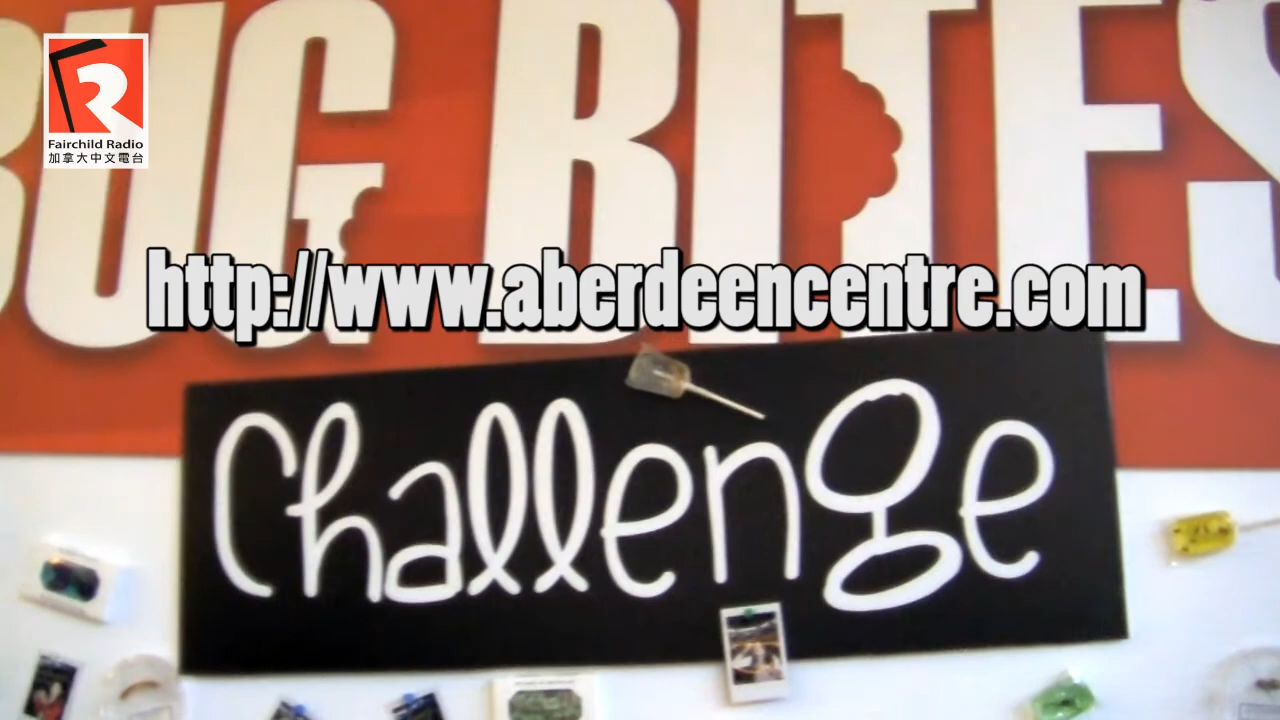 BUG BITES
Fairchild Radio
加拿大中文電台
http://www.aberdeencentre.com
Challenge